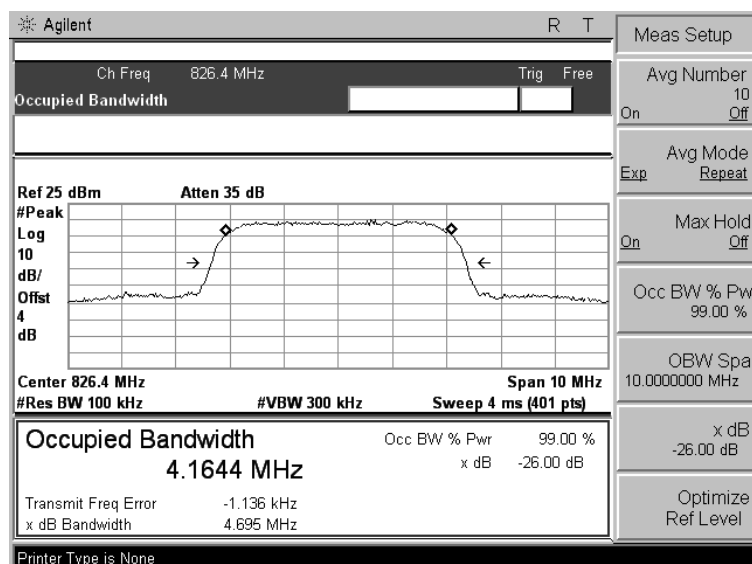 Agilent R T
Ch Freq 826.4 MHz Trig Free
Occupied Bandwidth
Ref 25 dBm Atten 35 dB
#Peak
Log
10
dB/
Offst
4
dB
Center 826.4 MHz Span 10 MHz
#Res BW 100 kHz #VBW 300 kHz Sweep 4 ms (401 pts)
Occupied Bandwidth
4.1644 MHz
Occ BW % Pwr 99.00 %
x dB -26.00 dB
Transmit Freq Error -1.136 kHz
x dB Bandwidth 4.695 MHz
Printer Type is None
Meas Setup
Avg Number
10
On Off
Avg Mode
Exp Repeat
Max Hold
On Off
Occ BW % Pw
99.00 %
OBW Spa
10.0000000 MHz
x dB
-26.00 dB
Optimize
Ref Level